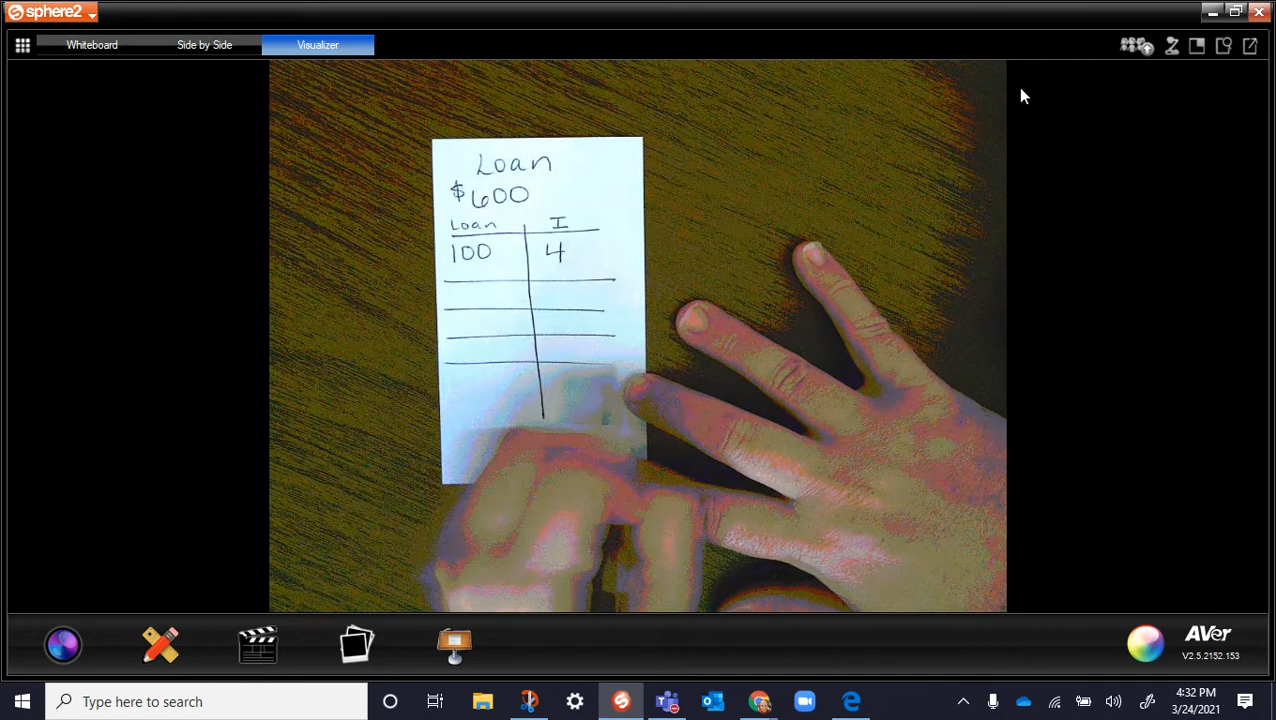 sphere2
Whiteboard
Side by Side
Visualizer
Loan
$600
Loan I
100 4
AVer
V2.5.2152.153
Type here to search
4:32 PM
3/24/2021